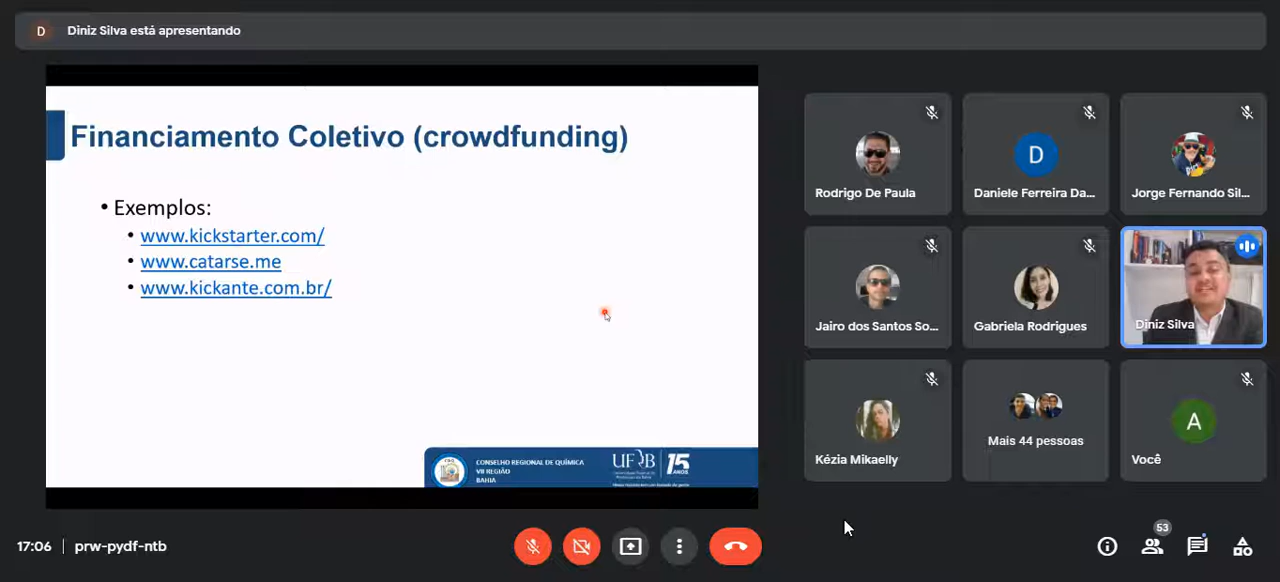 D
Diniz Silva está apresentando
Financiamento Coletivo (crowdfunding)
• Exemplos:
• www.kickstarter.com/
• www.catarse.me
• www.kickante.com.br/
CONSELHO REGIONAL DE QUÍMICA
VII REGIÃO
BAHIA
UFRB
15
ANOS
Rodrigo De Paula
D
Daniele Ferreira Da...
Jorge Fernando Sil...
Jairo dos Santos So...
Gabriela Rodrigues
Diniz Silva
Kézia Mikaelly
Mais 44 pessoas
A
Você
17:06
prw-pydf-ntb
53